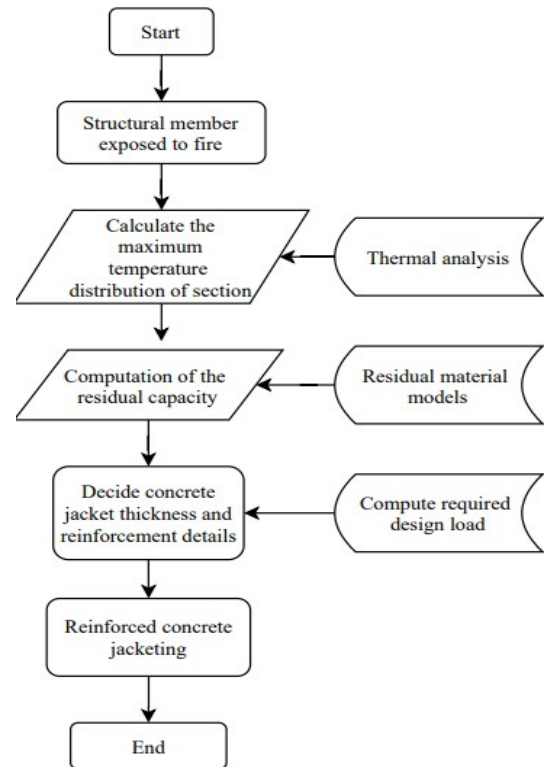 Start
Structural member
exposed to fire
Calculate the
maximum
temperature
distribution of section
Thermal analysis
Computation of the
residual capacity
Residual material
models
Decide concrete
jacket thickness and
reinforcement details
Compute required
design load
Reinforced concrete
jacketing
End